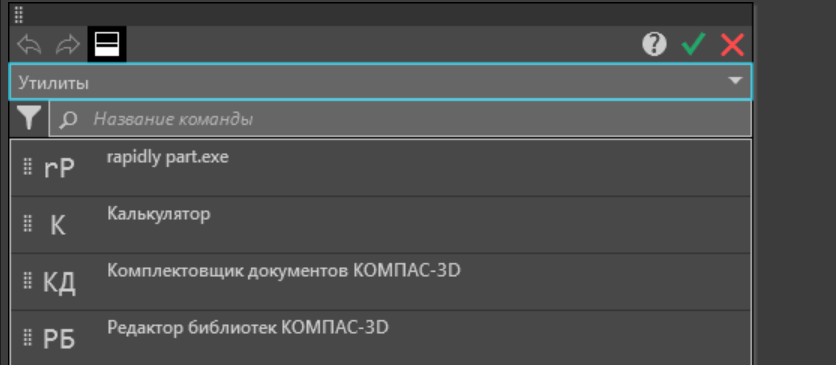 Утилиты
Название команды
rP rapidly part.exe
К Калькулятор
КД Комплектовщик документов КОМПАС-3D
РБ Редактор библиотек КОМПАС-3D